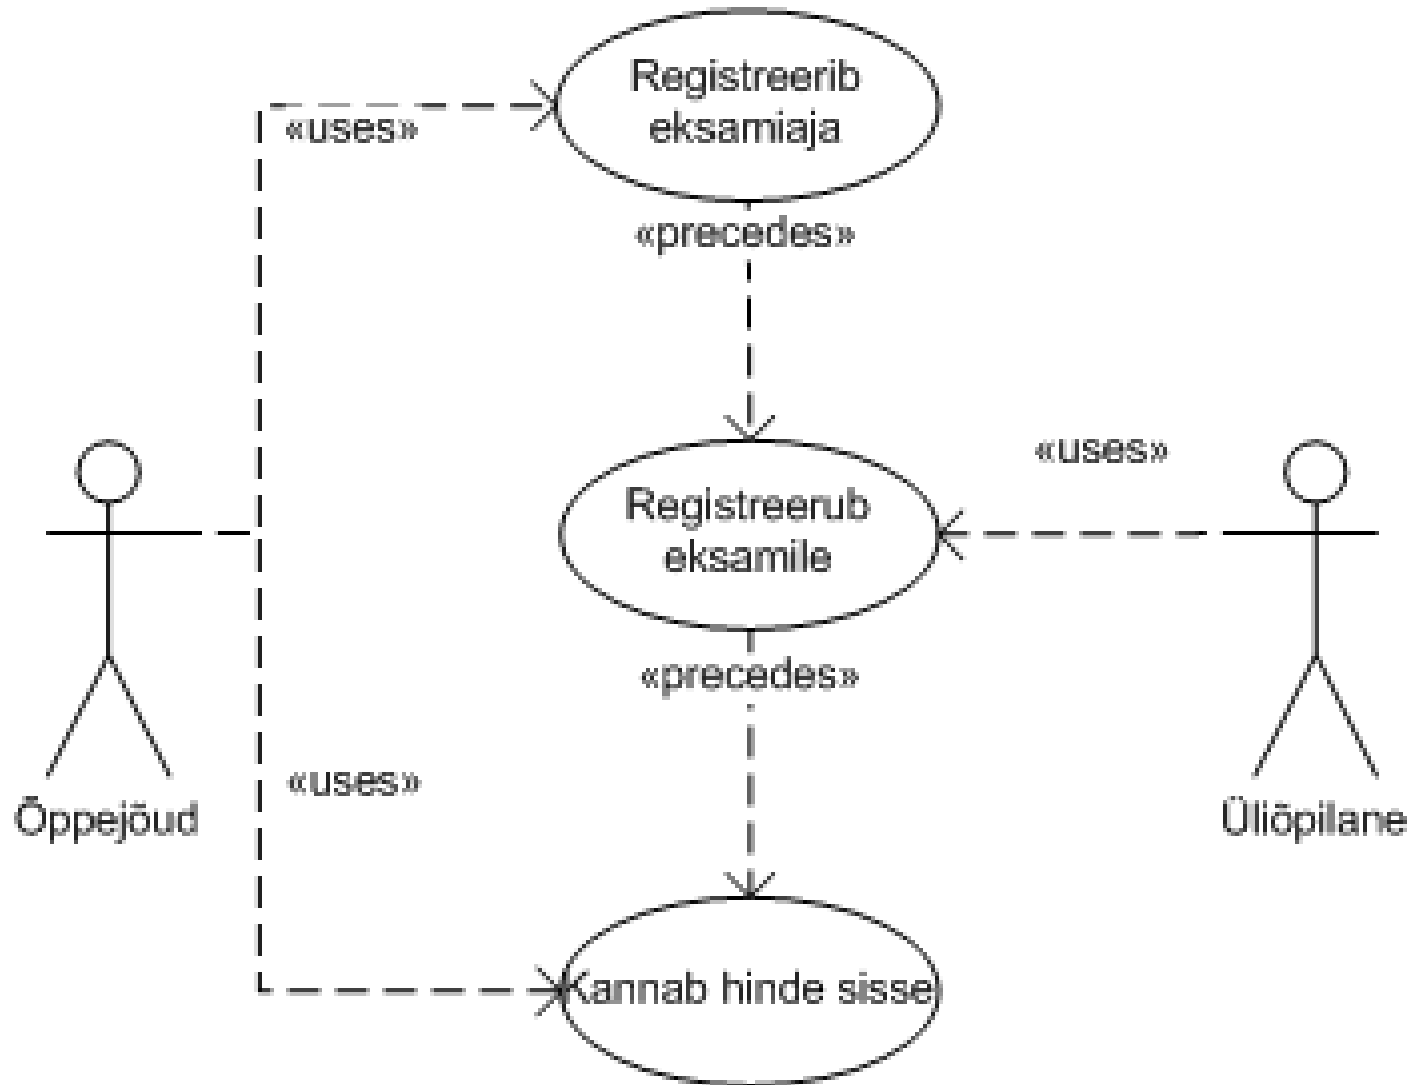 Registreerib
eksamiaja
«uses»
«precedes»
«uses»
Registreerub
eksamile
«precedes»
«uses»
Õppejõud
Üliõpilane
Kannab hinde sisse